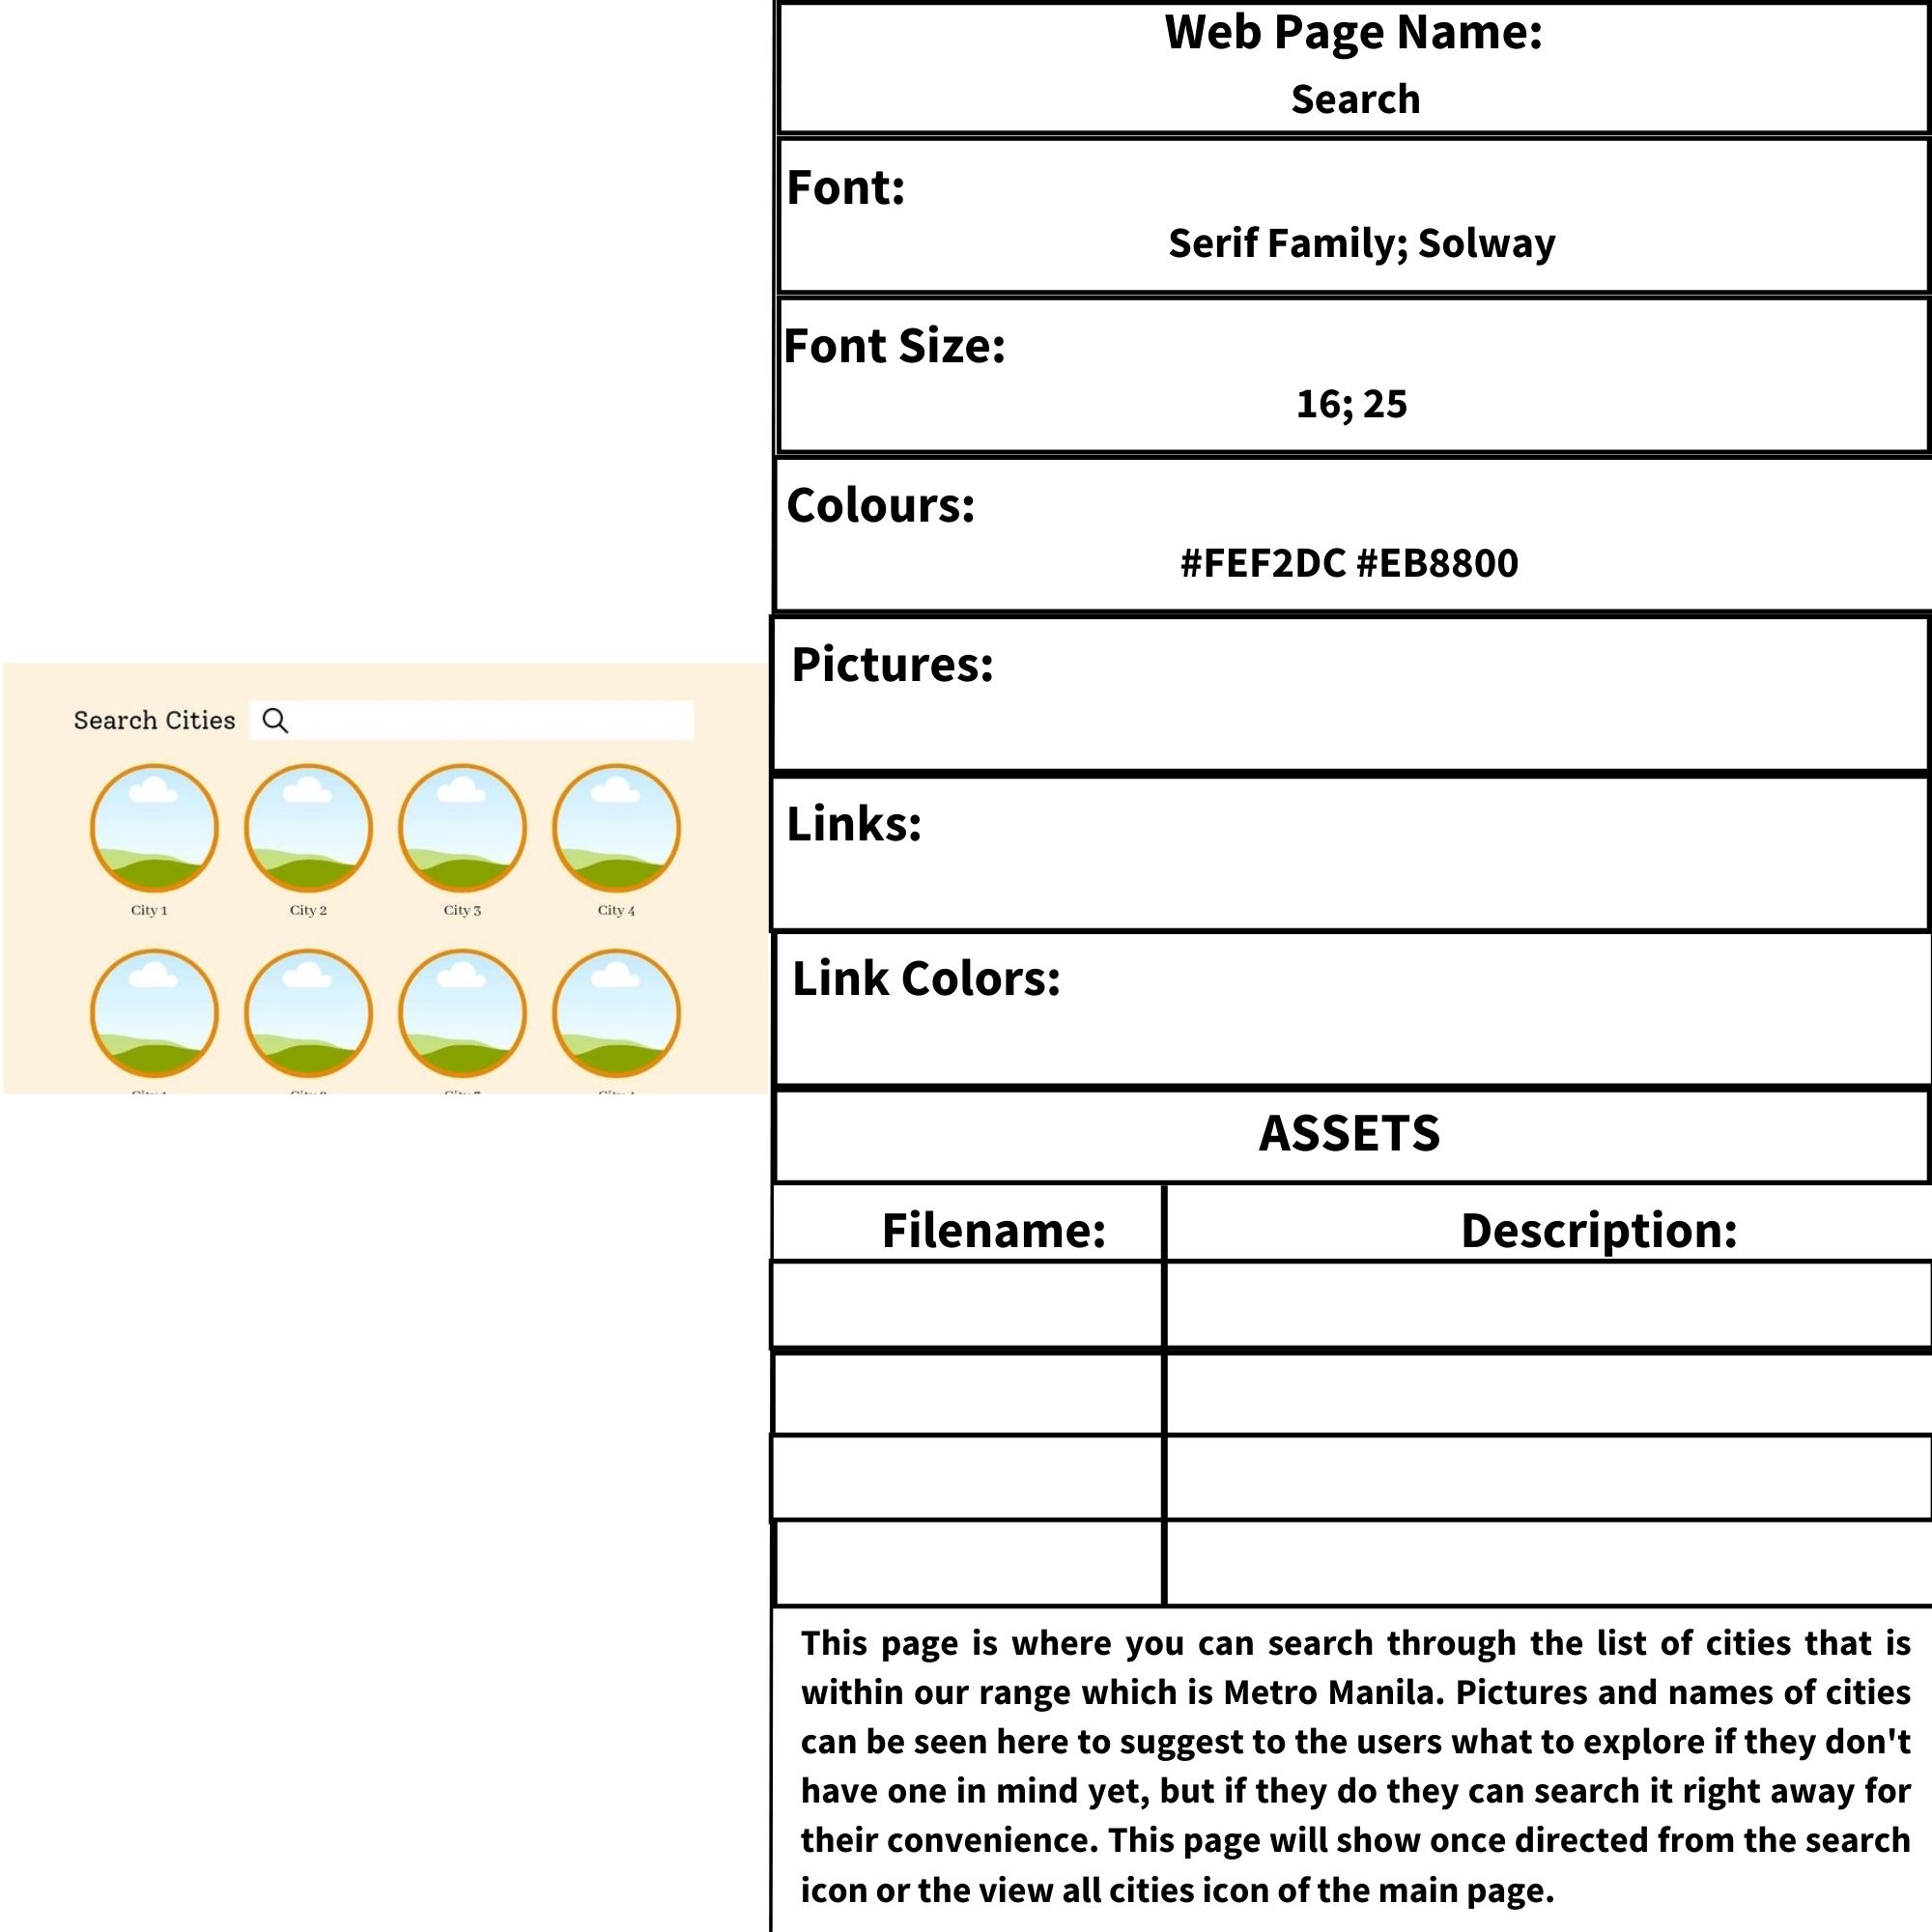 Search Cities
City 1 City 2 City 3 City 4
Web Page Name:
Search
Font:
Serif Family; Solway
Font Size:
16; 25
Colours:
#FEF2DC #EB8800
Pictures:
Links:
Link Colors:
ASSETS
Filename: Description:
This page is where you can search through the list of cities that is
within our range which is Metro Manila. Pictures and names of cities
can be seen here to suggest to the users what to explore if they don't
have one in mind yet, but if they do they can search it right away for
their convenience. This page will show once directed from the search
icon or the view all cities icon of the main page.